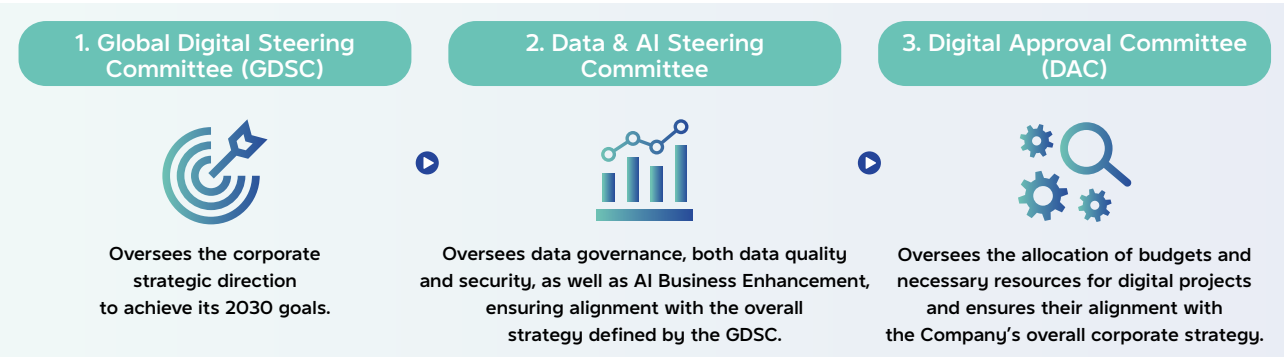 1. Global Digital Steering
Committee (GDSC)
Oversees the corporate
strategic direction
to achieve its 2030 goals.
2. Data & AI Steering
Committee
Oversees data governance, both data quality
and security, as well as AI Business Enhancement,
ensuring alignment with the overall
strategy defined by the GDSC.
3. Digital Approval Committee
(DAC)
Oversees the allocation of budgets and
necessary resources for digital projects
and ensures their alignment with
the Company's overall corporate strategy.